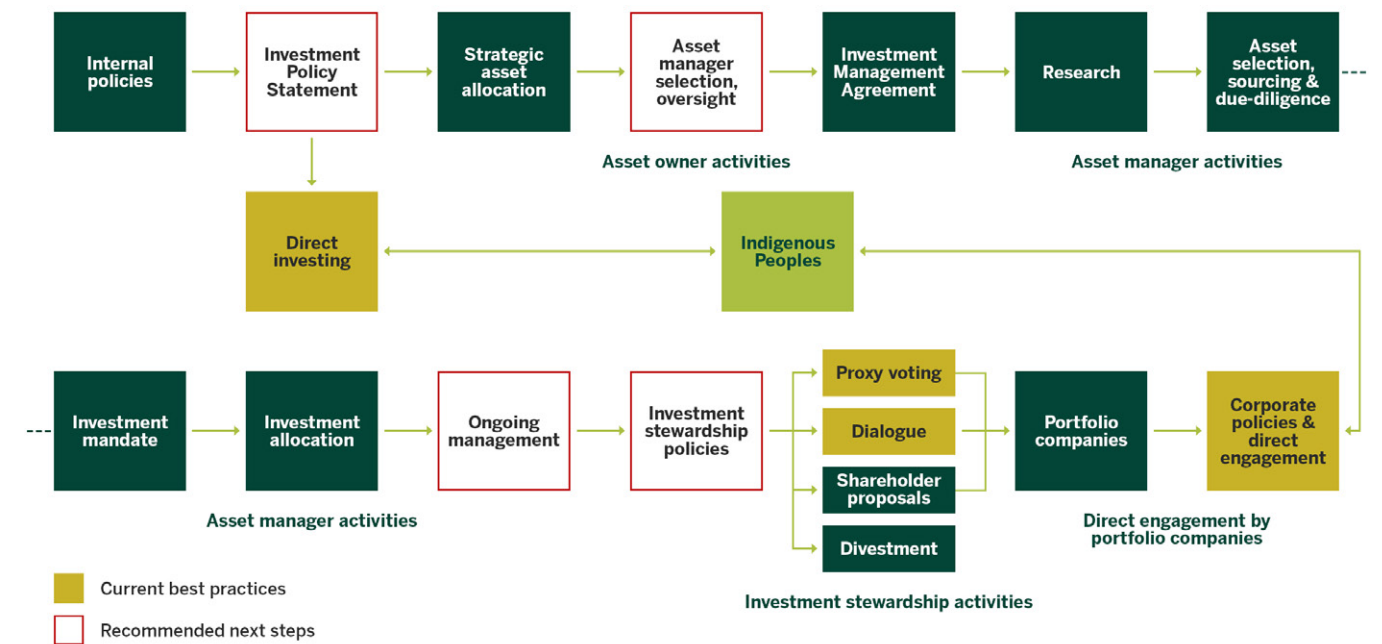 Internal
policies
Investment
Policy
Statement
Strategic
asset
allocation
Asset
manager
selection,
oversight
Investment
Management
Agreement
Research
Asset
selection,
sourcing &
due-diligence
Asset owner activities
Asset manager activities
Direct
investing
Indigenous
Peoples
Investment
mandate
Investment
allocation
Ongoing
management
Investment
stewardship
policies
Proxy voting
Dialogue
Shareholder
proposals
Divestment
Portfolio
companies
Corporate
policies &
direct
engagement
Asset manager activities
Direct engagement by
portfolio companies
Investment stewardship activities
Current best practices
Recommended next steps